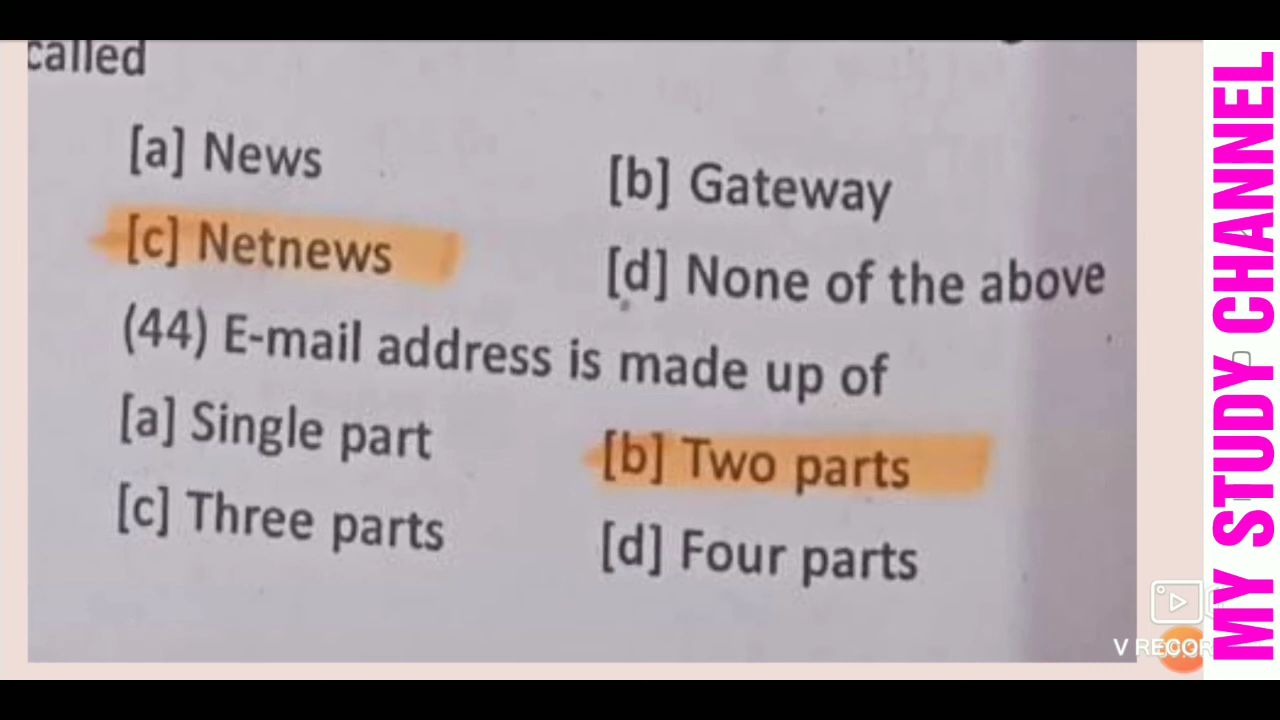 called
[a] News [b] Gateway
[c] Netnews [d] None of the above
(44) E-mail address is made up of
[a] Single part [b] Two parts
[c] Three parts [d] Four parts
MY STUDY CHANNEL